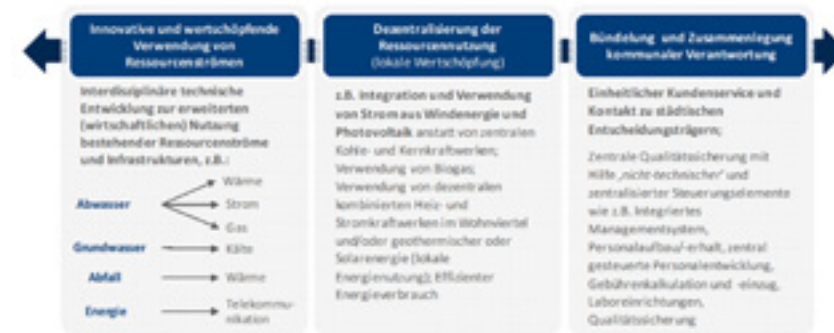 Innovative und wertschöpfende
Verwendung von
Ressourcenströmen
Interdisziplinäre technische
Entwicklung zur erweiterten
(wirtschaftlichen) Nutzung
bestehender Ressourcenströme
und Infrastrukturen, z.B.:
Abwasser
Wärme
Strom
Gas
Grundwasser
Kälte
Abfall
Wärme
Energie
Telekommu-
nikation
Dezentralisierung der
Ressourcennutzung
(lokale Wertschöpfung)
z.B. Integration und Verwendung
von Strom aus Windenergie und
Photovoltaik anstatt von zentralen
Kohle- und Kernkraftwerken;
Verwendung von Biogas;
Verwendung von dezentralen
kombinierten Heiz- und
Stromkraftwerken im Wohnviertel
und/oder geothermischer oder
Solarenergie (lokale
Energienutzung); Effizienter
Energieverbrauch
Bündelung und Zusammenlegung
kommunaler Verantwortung
Einheitlicher Kundenservice und
Kontakt zu städtischen
Entscheidungsträgern;
Zentrale Qualitätssicherung mit
Hilfe „nicht-technischer“ und
zentralisierter Steuerungselemente
wie z.B. Integriertes
Managementsystem,
Personalaufbau/-erhalt, zentral
gesteuerte Personalentwicklung,
Gebührenkalkulation und -einzug,
Laboreinrichtungen,
Qualitätssicherung